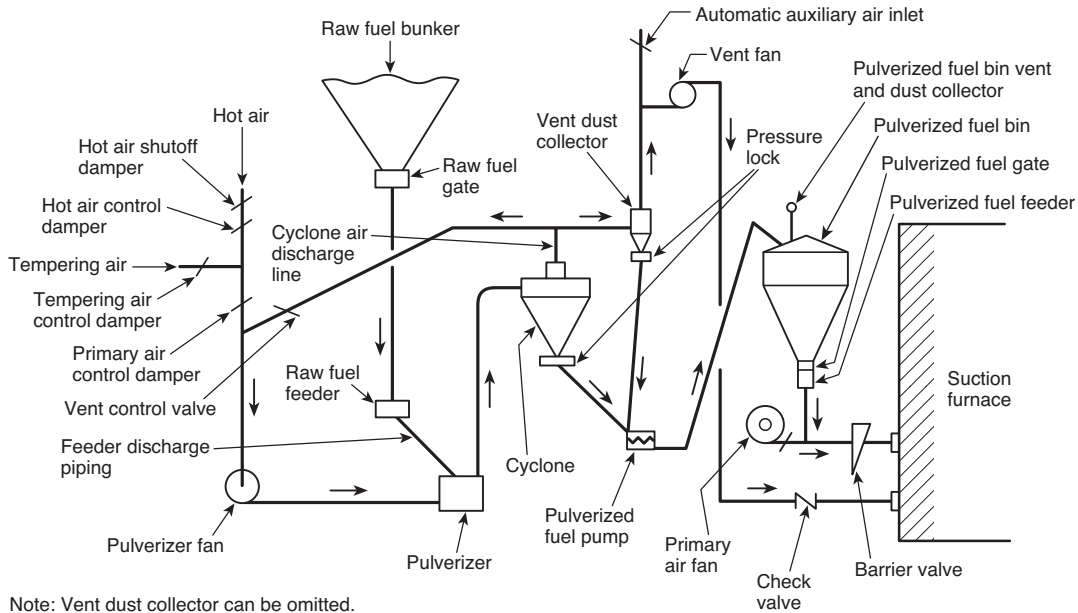 Automatic auxiliary air inlet
Raw fuel bunker
Vent fan
Pulverized fuel bin vent
and dust collector
Hot air
Vent dust
collector
Pressure
lock
Pulverized fuel bin
Hot air shutoff
damper
Raw fuel
gate
Pulverized fuel gate
Pulverized fuel feeder
Hot air control
damper
Cyclone air
discharge
line
Tempering air
Tempering air
control damper
Primary air
control damper
Raw fuel
feeder
Suction
furnace
Vent control valve
Feeder discharge
piping
Cyclone
Pulverizer fan
Pulverizer
Pulverized
fuel pump
Primary
air fan
Barrier valve
Check
valve
Note: Vent dust collector can be omitted.